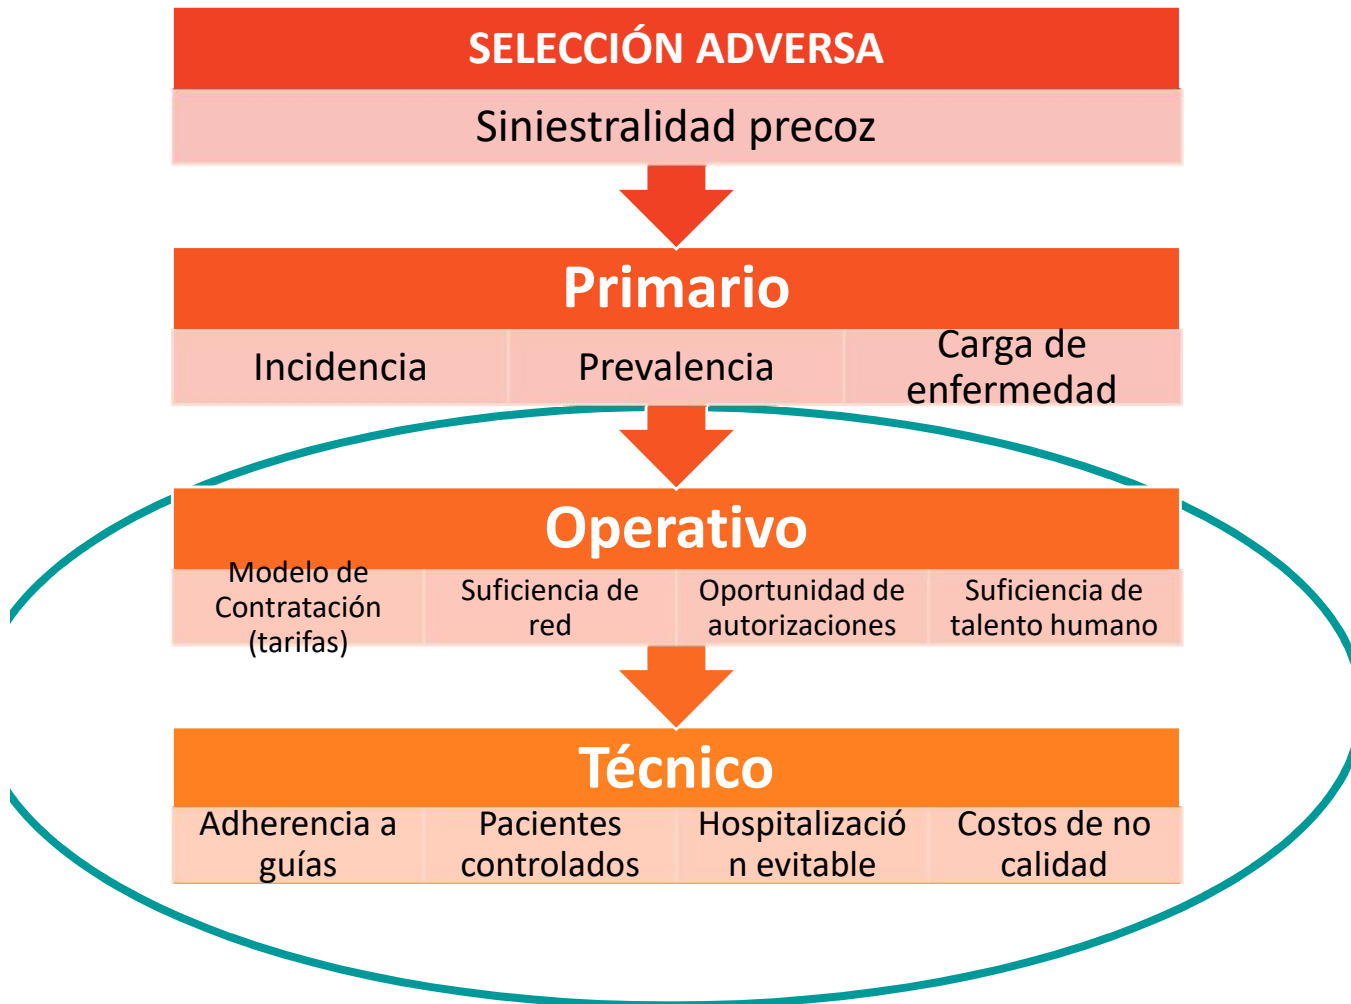 SELECCIÓN ADVERSA
Siniestralidad precoz
Primario
Incidencia
Prevalencia
Carga de
enfermedad
Operativo
Modelo de
Contratación
(tarifas)
Suficiencia de
red
Oportunidad de
autorizaciones
Suficiencia de
talento humano
Técnico
Adherencia a
guías
Pacientes
controlados
Hospitalizació
n evitable
Costos de no
calidad